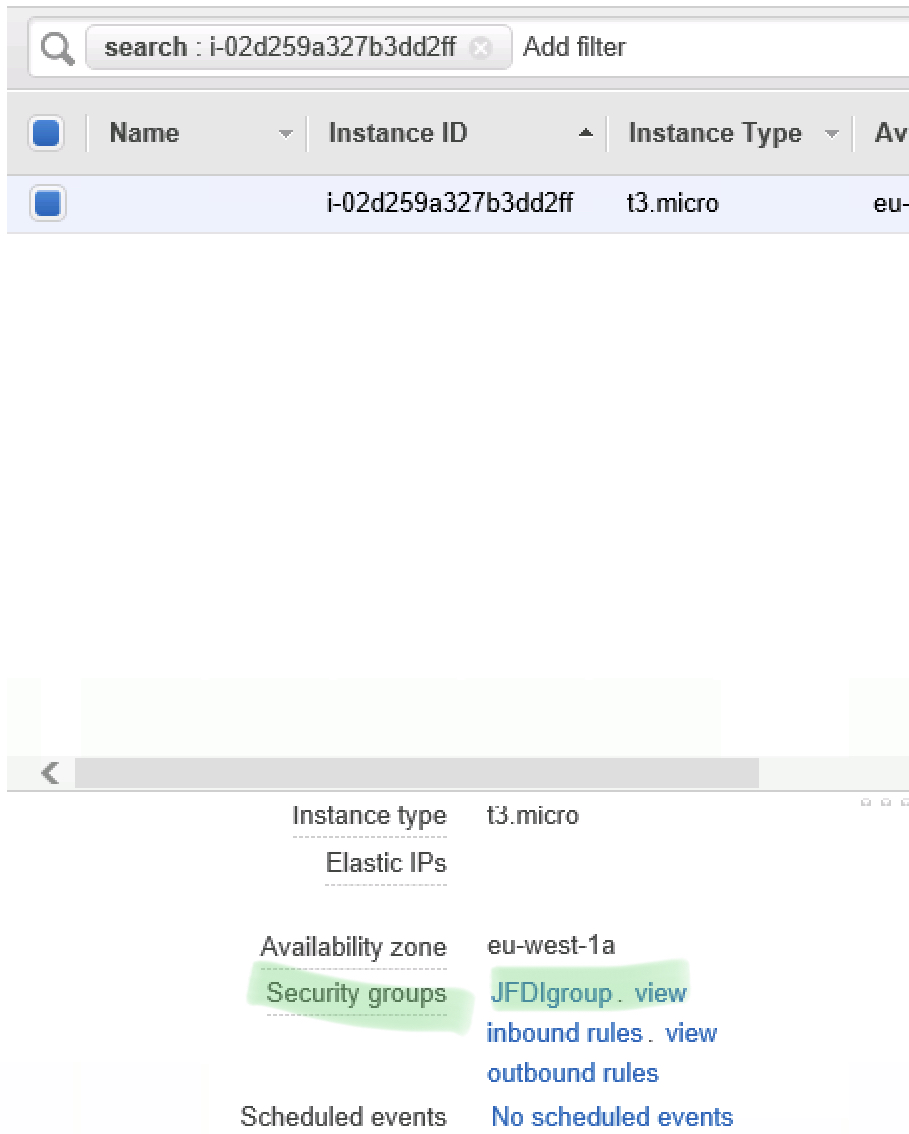 search : i-02d259a327b3dd2ff Add filter
Name Instance ID Instance Type Av
i-02d259a327b3dd2ff t3.micro eu-
Instance type t3.micro
Elastic IPs
Availability zone eu-west-1a
Security groups JFDIgroup . view
inbound rules . view
outbound rules
Scheduled events No scheduled events